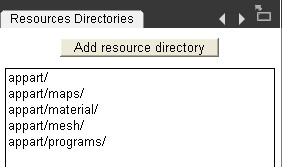 Resources Directories
Add resource directory
appart/
appart/maps/
appart/material/
appart/mesh/
appart/programs/